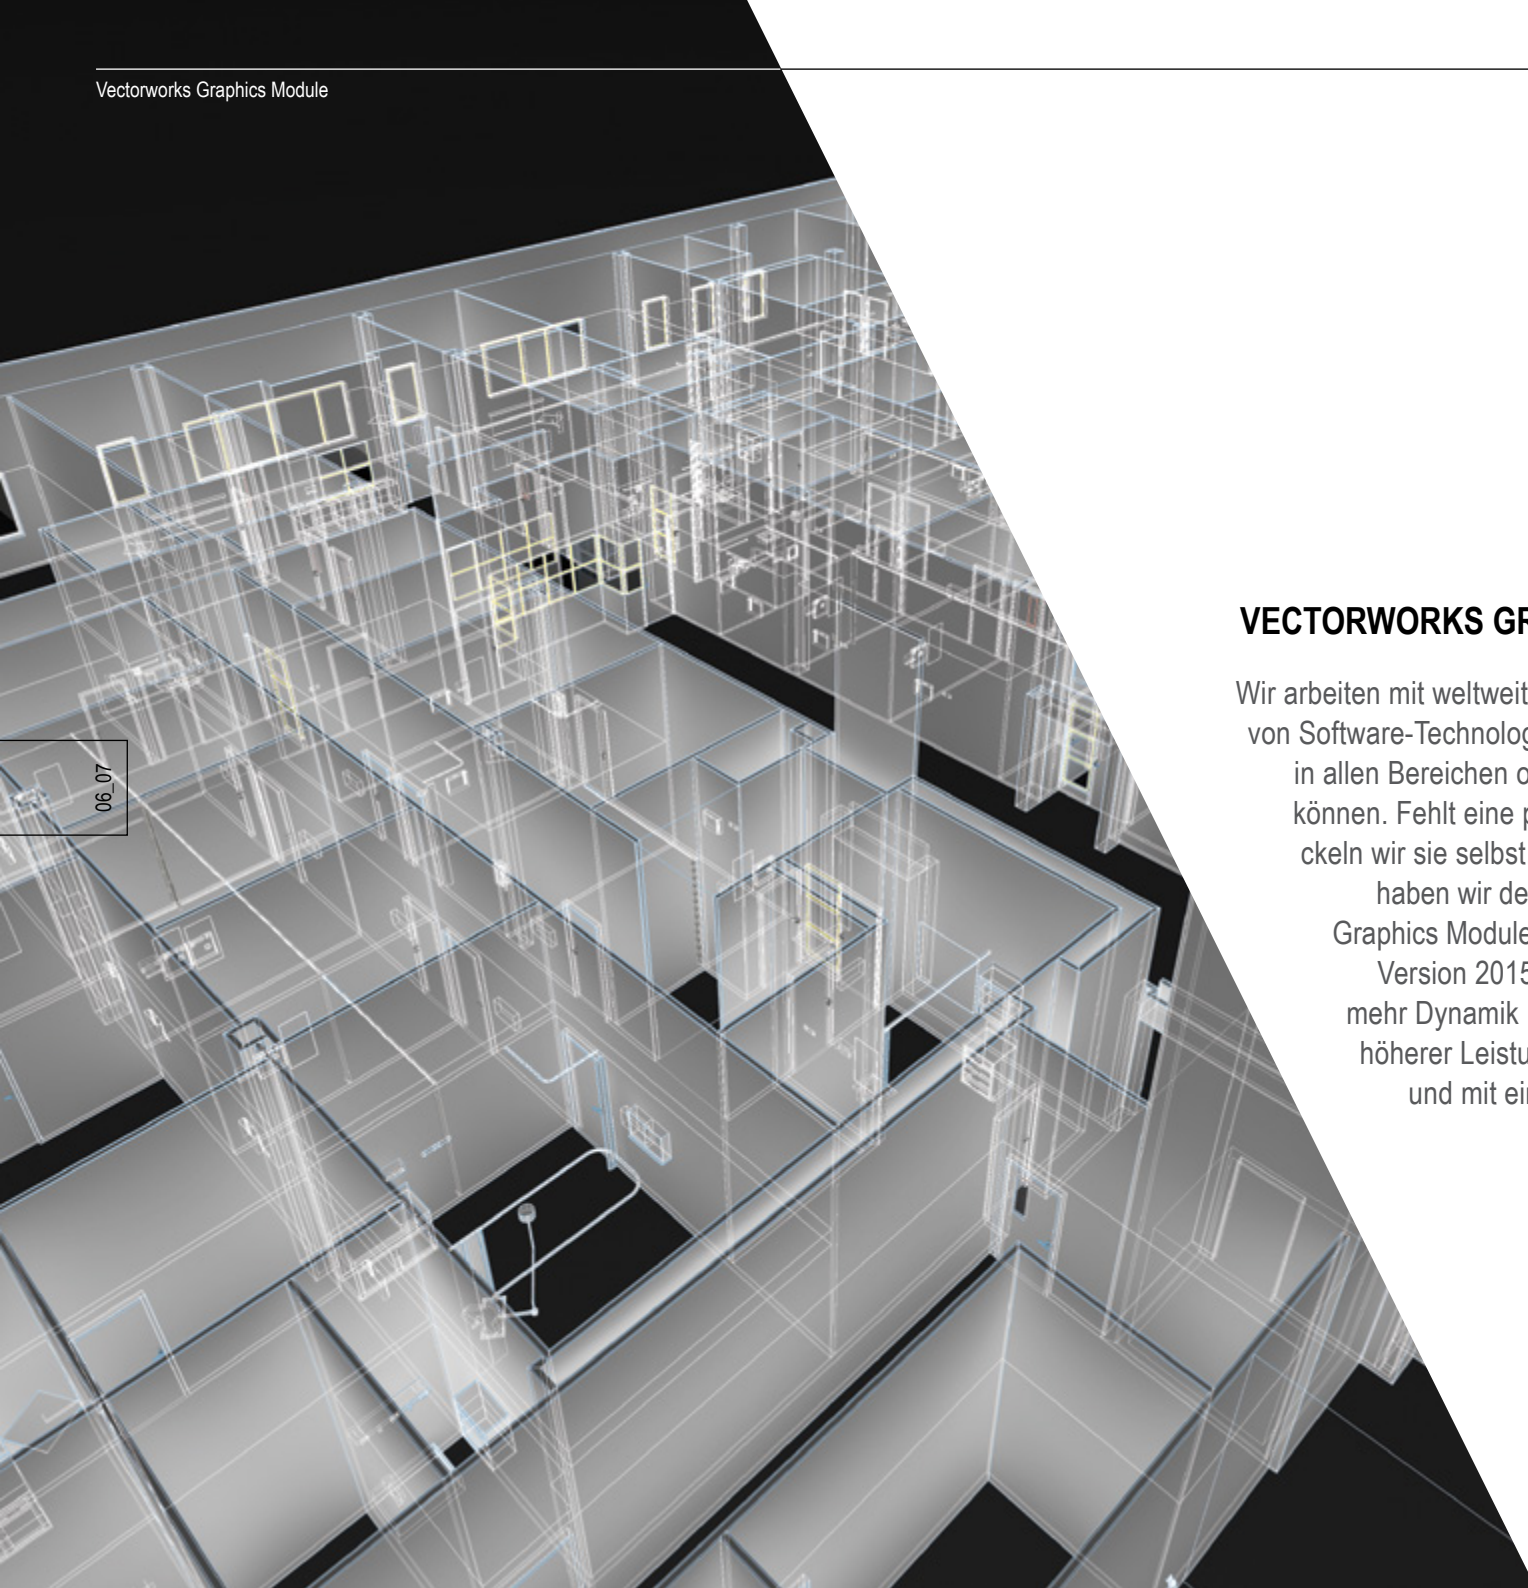 Vectorworks Graphics Module
VECTORWORKS GR
Wir arbeiten mit weltweit
von Software-Technolog
in allen Bereichen o
können. Fehlt eine p
ckeln wir sie selbst
haben wir de
Graphics Module
Version 2015
mehr Dynamik
höherer Leistu
und mit ein
06_07